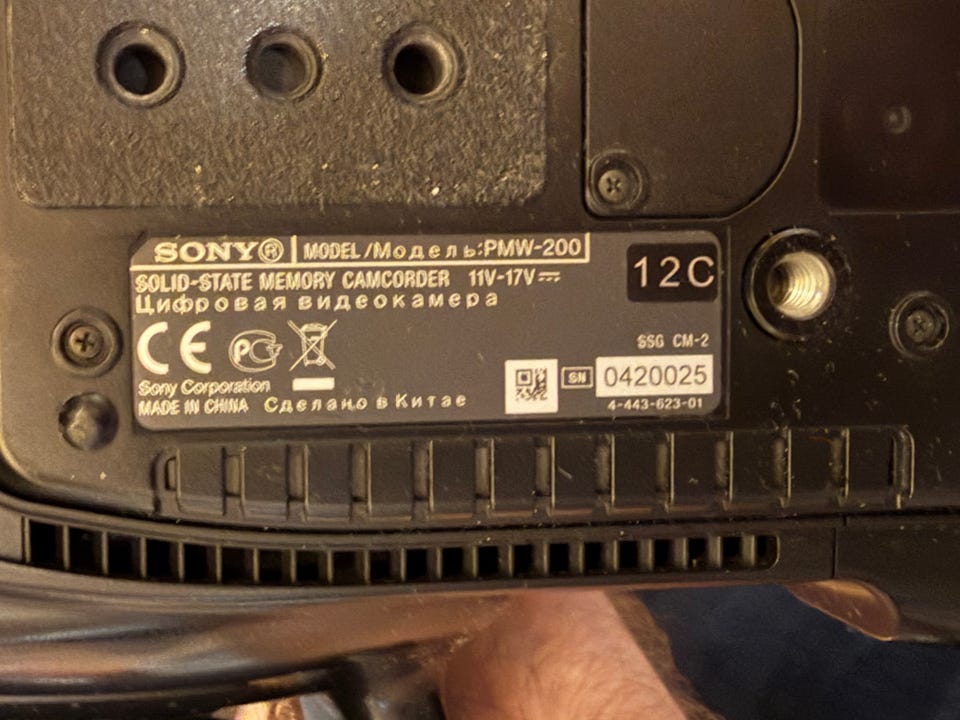 SONY® MODEL/Модель:PMW-200
SOLID-STATE MEMORY CAMCORDER 11V-17V⎓
Цифровая видеокамера
12C
CE PG
SSG CM-2
Sony Corporation
SN 0420025
MADE IN CHINA Сделано в Китае
4-443-623-01